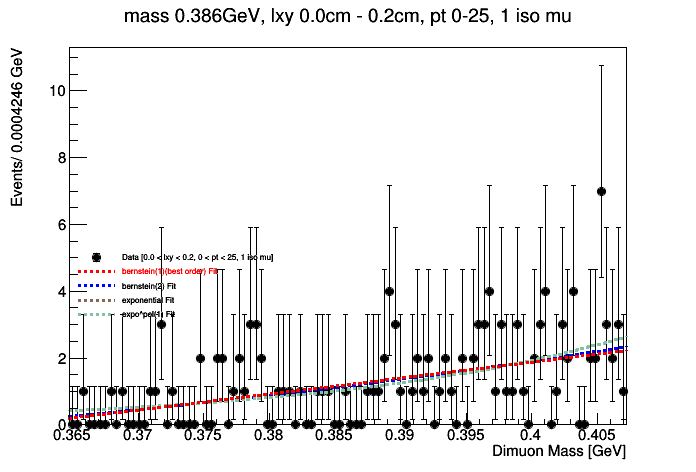 mass 0.386GeV, lxy 0.0cm - 0.2cm, pt 0-25, 1 iso mu
Events/ 0.0004246 GeV
10
8
6
4
2
0
Data [0.0 < lxy < 0.2, 0 < pt < 25, 1 iso mu]
bernstein(1)(best order) Fit
bernstein(2) Fit
exponential Fit
expo*pol(1) Fit
0.365 0.37 0.375 0.38 0.385 0.39 0.395 0.4 0.405
Dimuon Mass [GeV]